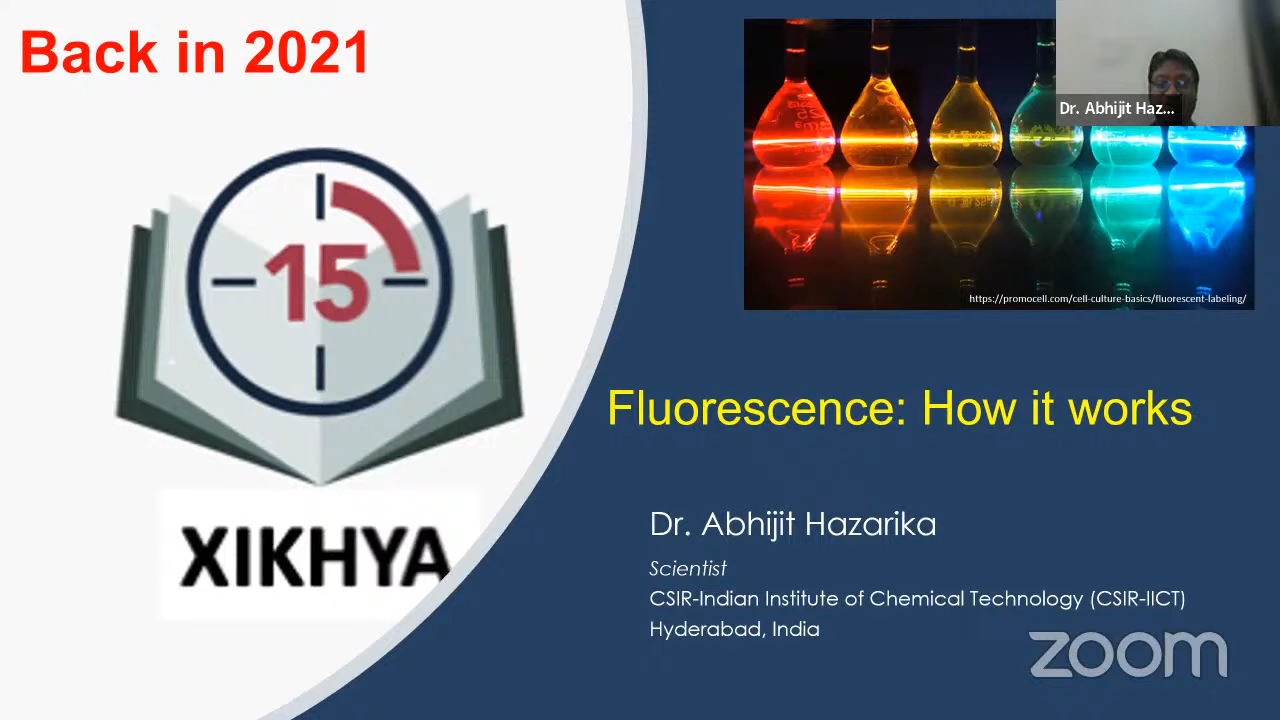 Back in 2021
Dr. Abhijit Haz...
https://promocell.com/cell-culture-basics/fluorescent-labeling/
15
XIKHYA
Fluorescence: How it works
Dr. Abhijit Hazarika
Scientist
CSIR-Indian Institute of Chemical Technology (CSIR-IICT)
Hyderabad, India
zoom